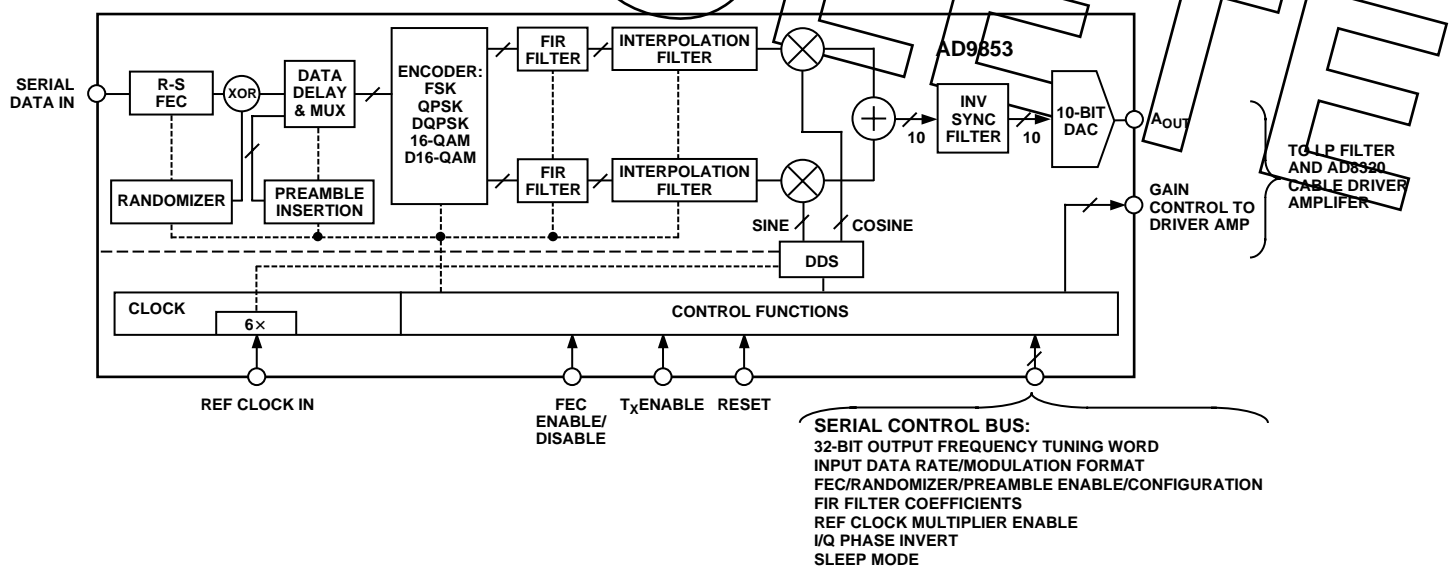 AD9853
SERIAL
DATA IN
R-S
FEC
XOR
DATA
DELAY
& MUX
RANDOMIZER
PREAMBLE
INSERTION
ENCODER:
FSK
QPSK
DQPSK
16-QAM
D16-QAM
FIR
FILTER
INTERPOLATION
FILTER
FIR
FILTER
INTERPOLATION
FILTER
SINE
COSINE
DDS
10
INV
SYNC
FILTER
10
10-BIT
DAC
AOUT
TO LP FILTER
AND AD8320
CABLE DRIVER
AMPLIFER
GAIN
CONTROL TO
DRIVER AMP
CLOCK
6×
CONTROL FUNCTIONS
REF CLOCK IN
FEC
ENABLE/
DISABLE
TXENABLE
RESET
SERIAL CONTROL BUS:
32-BIT OUTPUT FREQUENCY TUNING WORD
INPUT DATA RATE/MODULATION FORMAT
FEC/RANDOMIZER/PREAMBLE ENABLE/CONFIGURATION
FIR FILTER COEFFICIENTS
REF CLOCK MULTIPLIER ENABLE
I/Q PHASE INVERT
SLEEP MODE